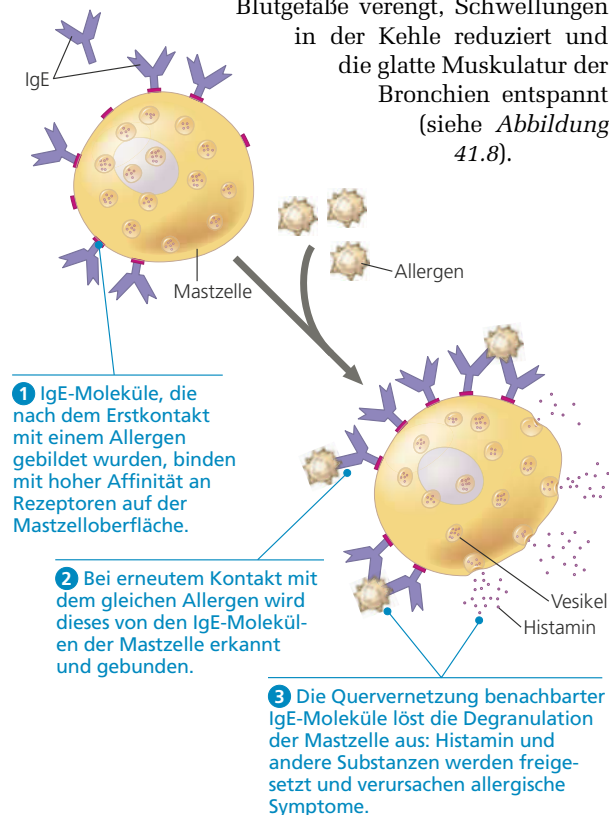 Blutgefäße verengt, Schwellungen
in der Kehle reduziert und
die glatte Muskulatur der
Bronchien entspannt
(siehe Abbildung
41.8).
IgE
Mastzelle
Allergen
1 IgE-Moleküle, die
nach dem Erstkontakt
mit einem Allergen
gebildet wurden, binden
mit hoher Affinität an
Rezeptoren auf der
Mastzelloberfläche.
2 Bei erneutem Kontakt mit
dem gleichen Allergen wird
dieses von den IgE-Molekül-
en der Mastzelle erkannt
und gebunden.
Vesikel
Histamin
3 Die Quervernetzung benachbarter
IgE-Moleküle löst die Degranulation
der Mastzelle aus: Histamin und
andere Substanzen werden freige-
setzt und verursachen allergische
Symptome.